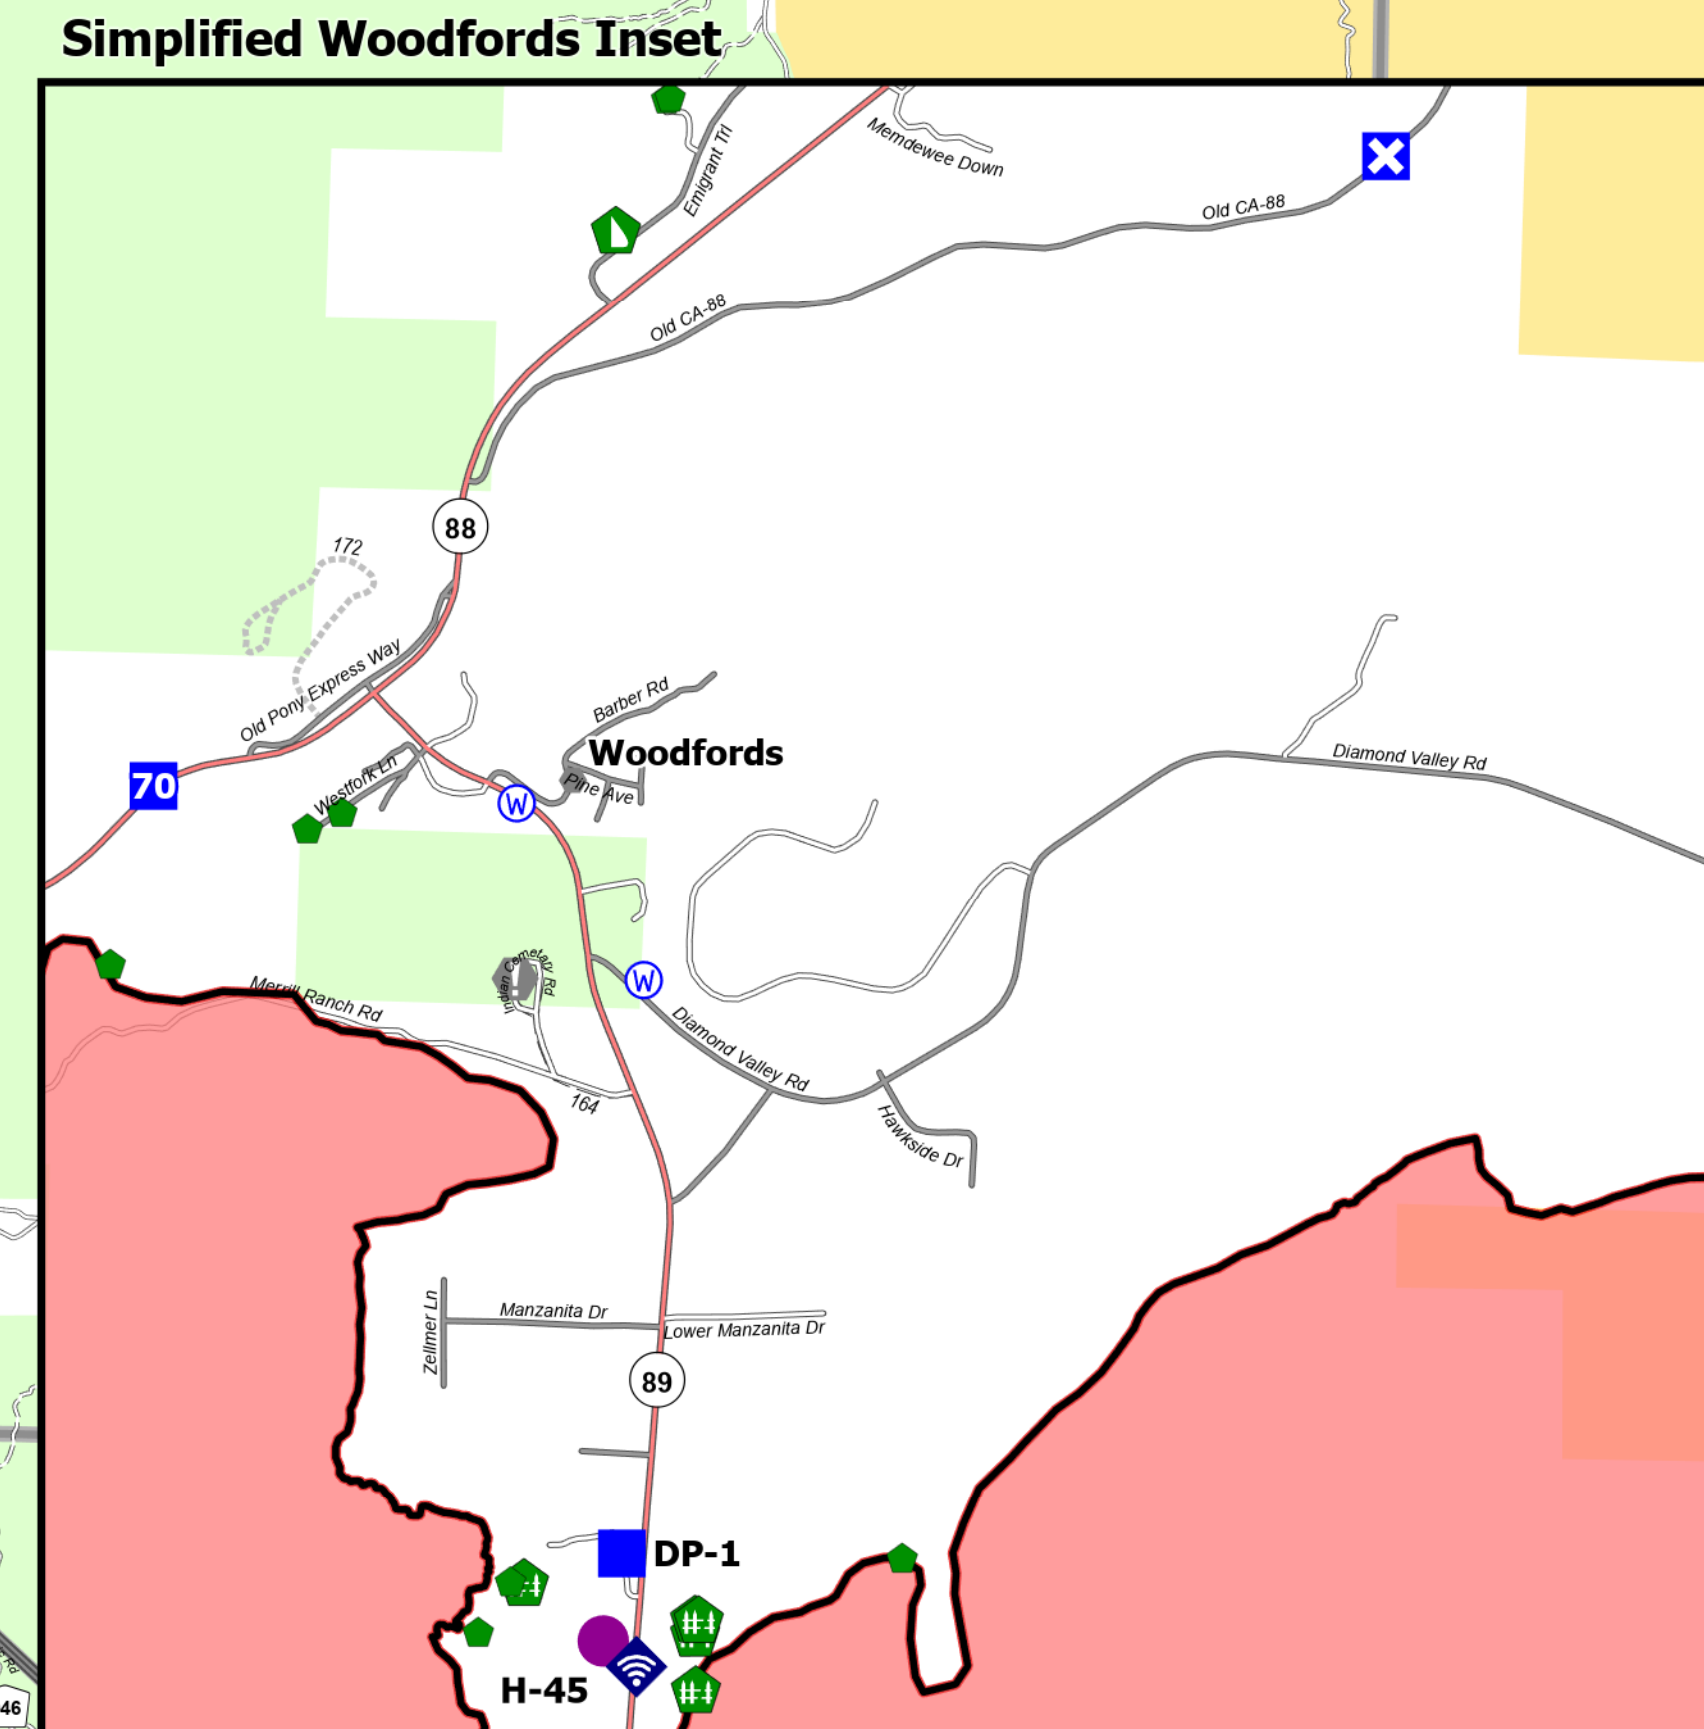 Simplified Woodfords Inset
Emigrant Trl
Memdewee Down
Old CA-88
Old CA-88
88
172
Old Pony Express Way
Barber Rd
Woodfords
Diamond Valley Rd
70
Westfork Ln
Pine Ave
W
W
Indian Cemetary Rd
Merrill Ranch Rd
Diamond Valley Rd
164
Hawkside Dr
Zellmer Ln
Manzanita Dr
Lower Manzanita Dr
89
DP-1
H-45
Rd
46